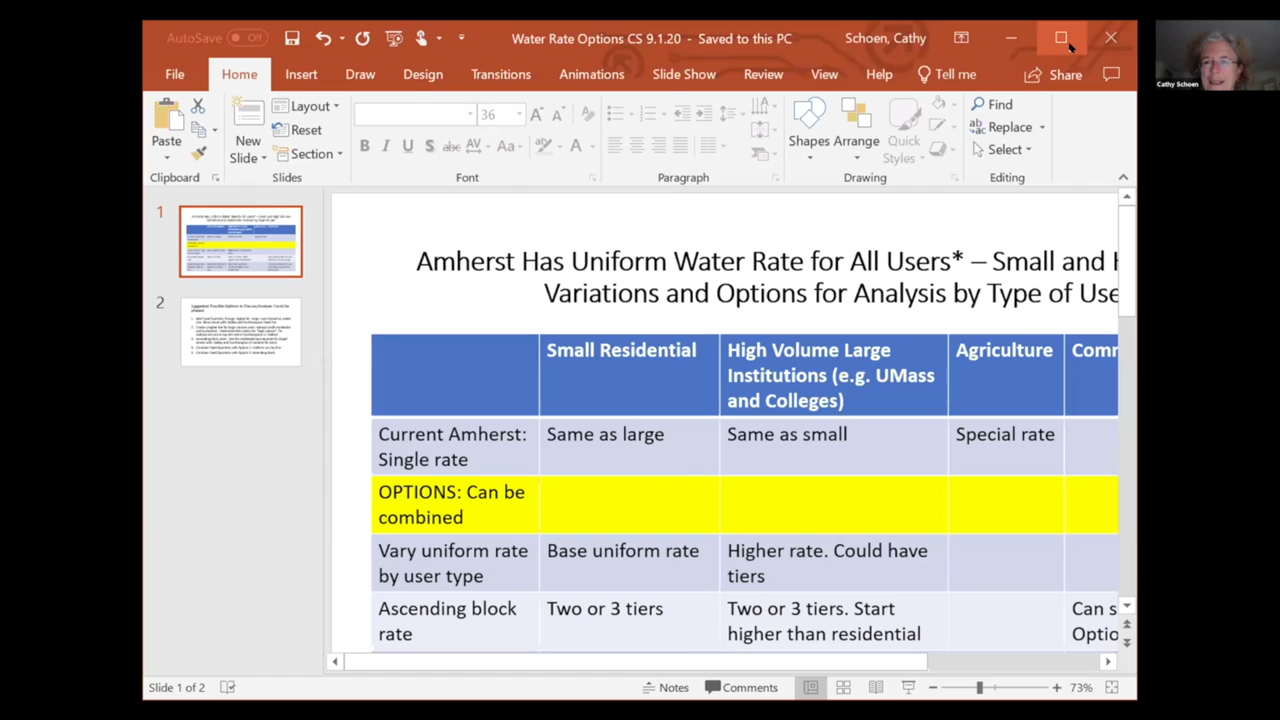 AutoSave Off
Water Rate Options CS 9.1.20 - Saved to this PC
Schoen, Cathy
File Home Insert Draw Design Transitions Animations Slide Show Review View Help Tell me Share
Paste
Clipboard
New
Slide
Layout
Reset
Section
Slides
36
B I U S abc AV Aa A
Font
Paragraph
Shapes Arrange Quick
Styles
Drawing
Find
Replace
Select
Editing
Cathy Schoen
1
2
Amherst Has Uniform Water Rate for All Users* – Small and H
Variations and Options for Analysis by Type of Use
Small Residential
High Volume Large
Institutions (e.g. UMass
and Colleges)
Agriculture
Comm
Current Amherst:
Single rate
Same as large
Same as small
Special rate
OPTIONS: Can be
combined
Vary uniform rate
by user type
Base uniform rate
Higher rate. Could have
tiers
Ascending block
rate
Two or 3 tiers
Two or 3 tiers. Start
higher than residential
Can s
Optio
Slide 1 of 2
Notes
Comments
73%